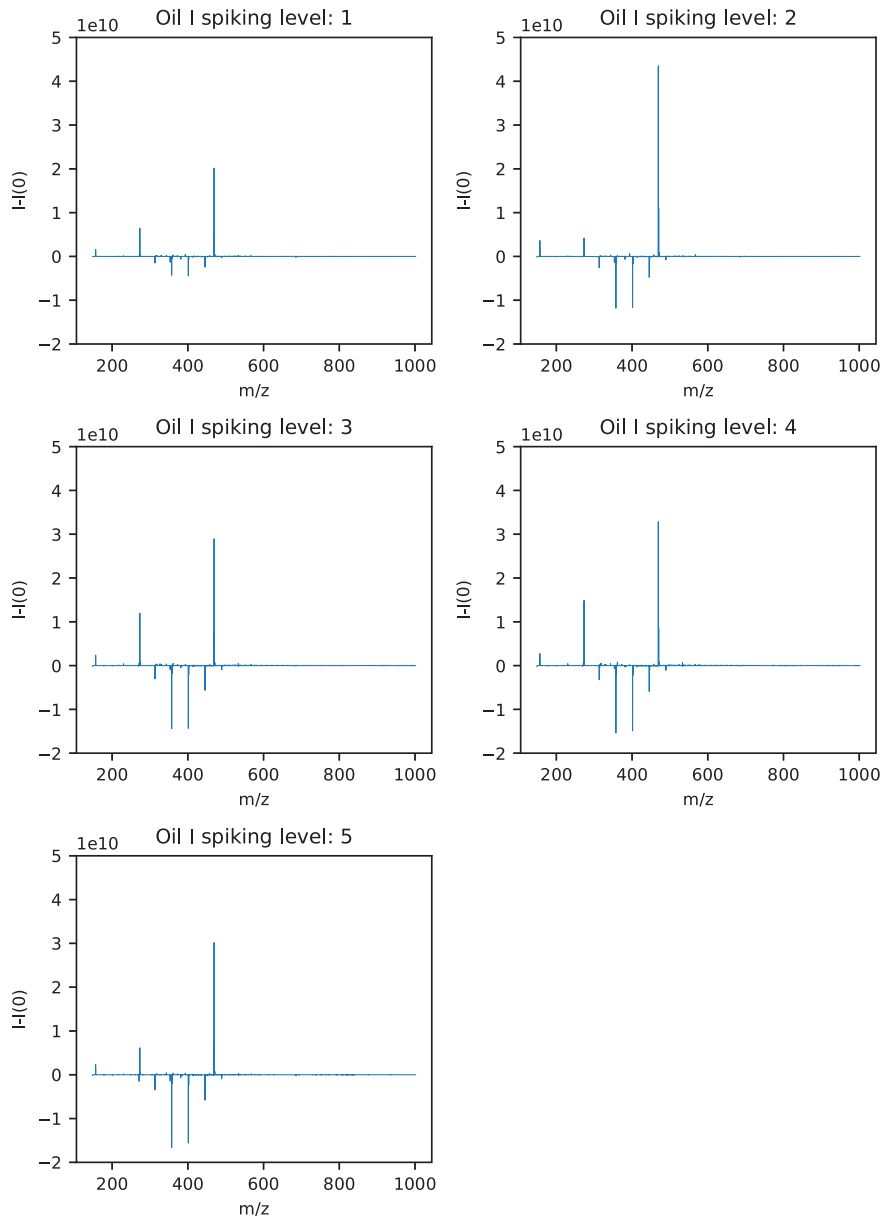 Oil I spiking level: 1
1e10
5
4
3
2
1
0
−1
−2
I-I(0)
200 400 600 800 1000
m/z
Oil I spiking level: 2
1e10
5
4
3
2
1
0
−1
−2
I-I(0)
200 400 600 800 1000
m/z
Oil I spiking level: 3
1e10
5
4
3
2
1
0
−1
−2
I-I(0)
200 400 600 800 1000
m/z
Oil I spiking level: 4
1e10
5
4
3
2
1
0
−1
−2
I-I(0)
200 400 600 800 1000
m/z
Oil I spiking level: 5
1e10
5
4
3
2
1
0
−1
−2
I-I(0)
200 400 600 800 1000
m/z